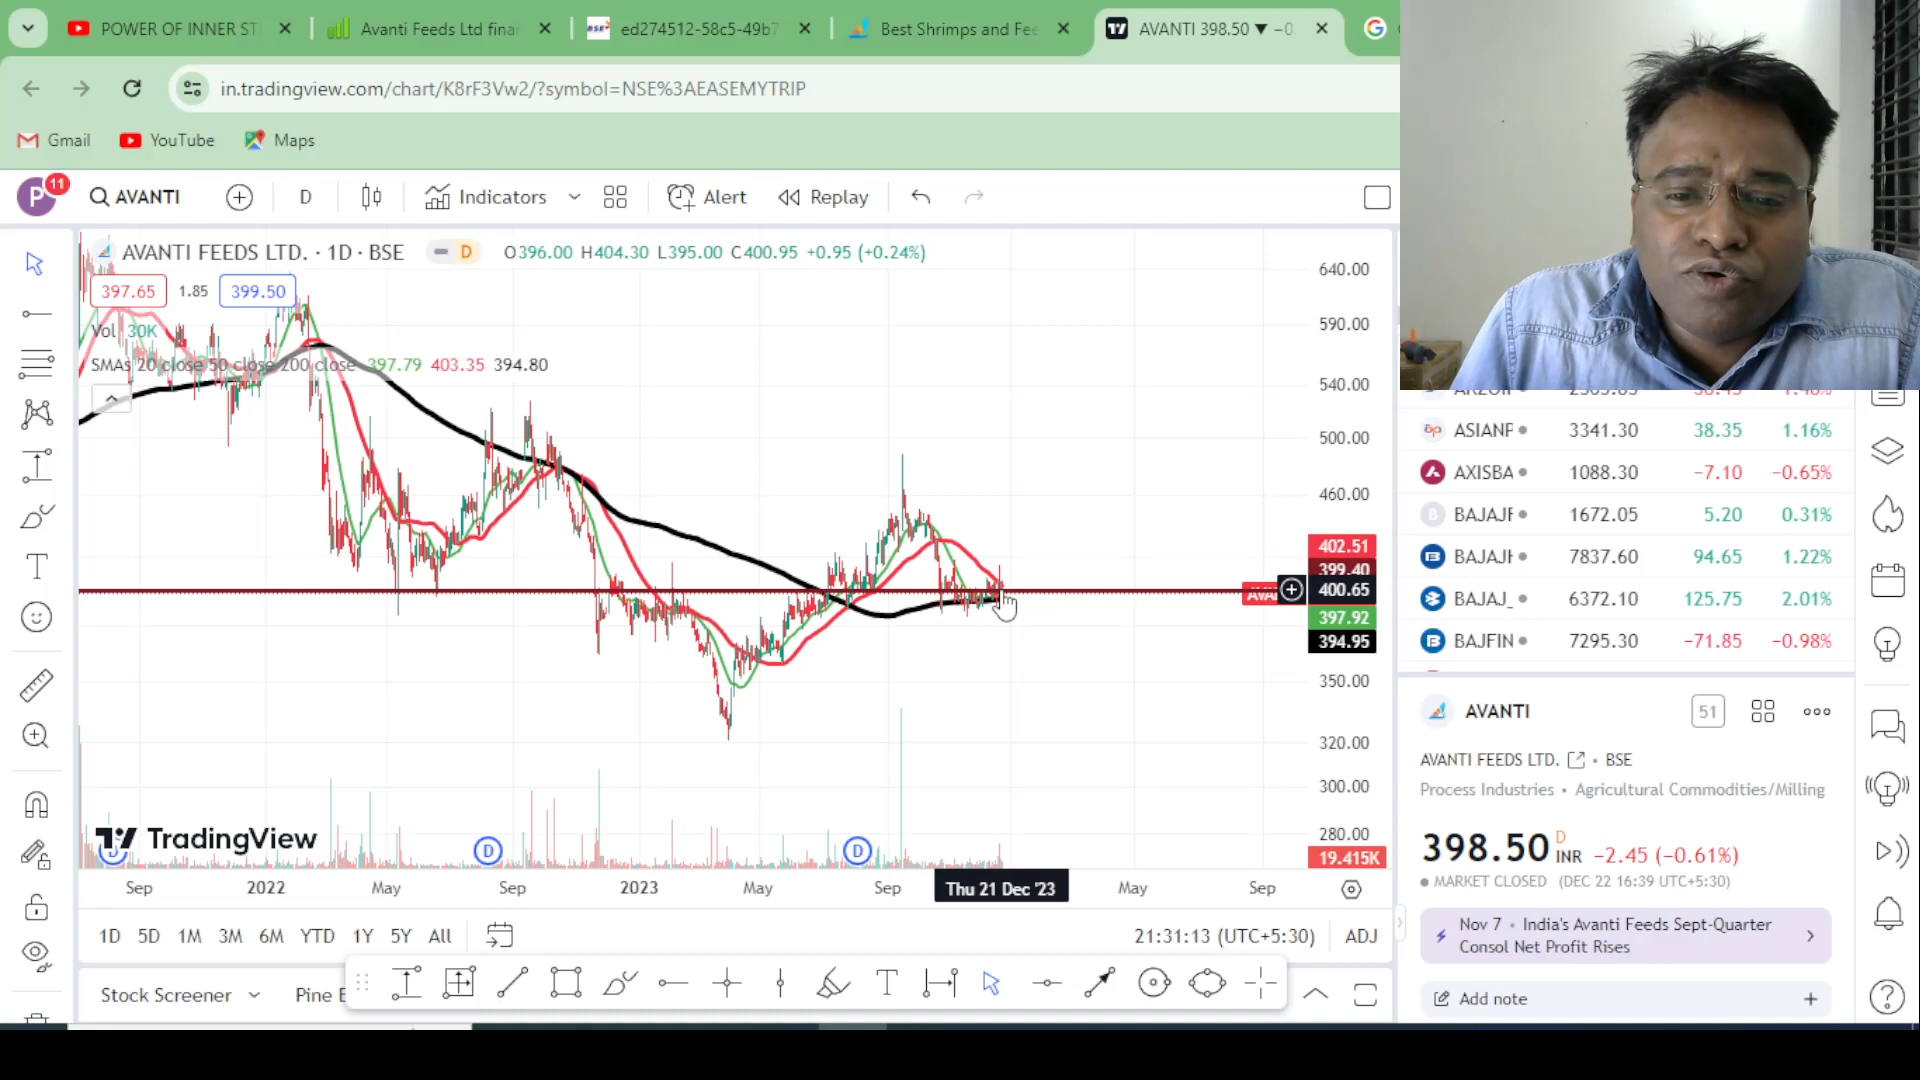 POWER OF INNER ST
Avanti Feeds Ltd fina
ed274512-58c5-49b7
Best Shrimps and Fee
AVANTI 398.50 ▼ −0
in.tradingview.com/chart/K8rF3Vw2/?symbol=NSE%3AEASEMYTRIP
Gmail
YouTube
Maps
P
11
AVANTI
D
Indicators
Alert
Replay
AVANTI FEEDS LTD. · 1D · BSE
D
O396.00 H404.30 L395.00 C400.95 +0.95 (+0.24%)
397.65
1.85
399.50
Vol 30K
SMAs 20 close 50 close 200 close 397.79 403.35 394.80
640.00
590.00
540.00
500.00
460.00
402.51
399.40
400.65
397.92
394.95
350.00
320.00
300.00
280.00
19.415K
TradingView
D
D
Sep
2022
May
Sep
2023
May
Sep
Thu 21 Dec '23
May
Sep
1D 5D 1M 3M 6M YTD 1Y 5Y All
21:31:13 (UTC+5:30)
ADJ
Stock Screener
Pine
ASIANP 3341.30 38.35 1.16%
AXISBA 1088.30 −7.10 −0.65%
1672.05 5.20 0.31%
7837.60 94.65 1.22%
BAJAJ_ 6372.10 125.75 2.01%
BAJFIN 7295.30 −71.85 −0.98%
AVANTI
51
AVANTI FEEDS LTD. • BSE
Process Industries • Agricultural Commodities/Milling
398.50 D INR −2.45 (−0.61%)
MARKET CLOSED (DEC 22 16:39 UTC+5:30)
Nov 7 • India's Avanti Feeds Sept-Quarter
Consol Net Profit Rises
Add note